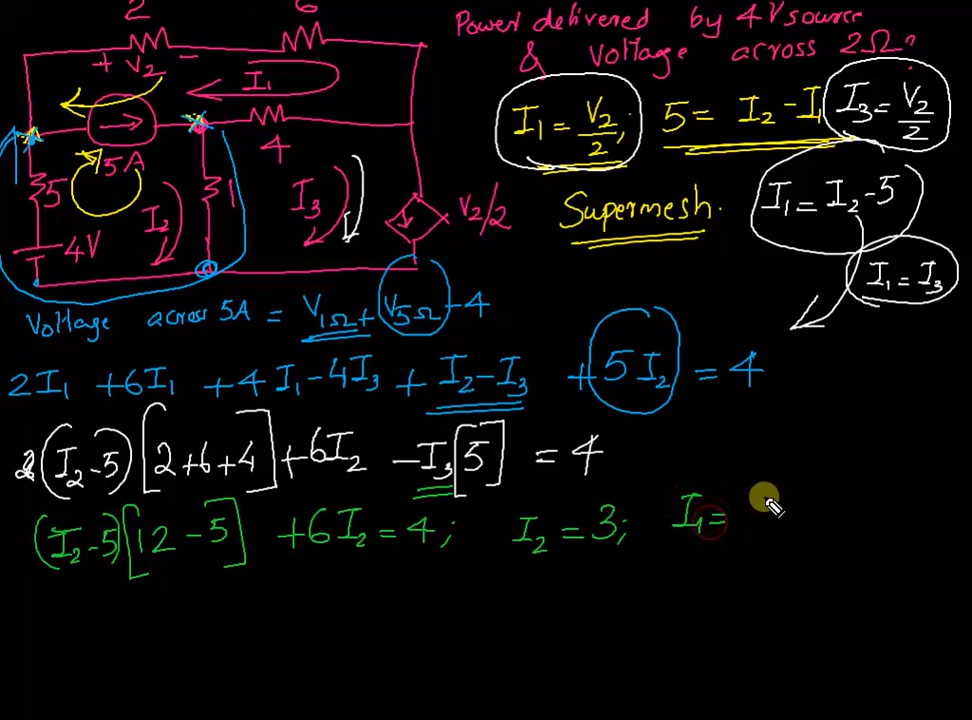 2 6
+ V₂ -
I₁
5A
4
5
I₂
1
I₃
V2/2
4V
Power delivered by 4V source
& Voltage across 2Ω?
I₁ = V₂/2; 5 = I₂ - I₁ I₃ = V₂/2
Supermesh.
I₁ = I₂ - 5
I₁ = I₃
Voltage across 5A = V1Ω + V5Ω - 4
2I₁ + 6I₁ + 4I₁ - 4I₃ + I₂ - I₃ + 5I₂ = 4
(I₂-5)[2+6+4] + 6I₂ - I₃[5] = 4
(I₂-5)[12-5] + 6I₂ = 4; I₂ = 3; I₁ =